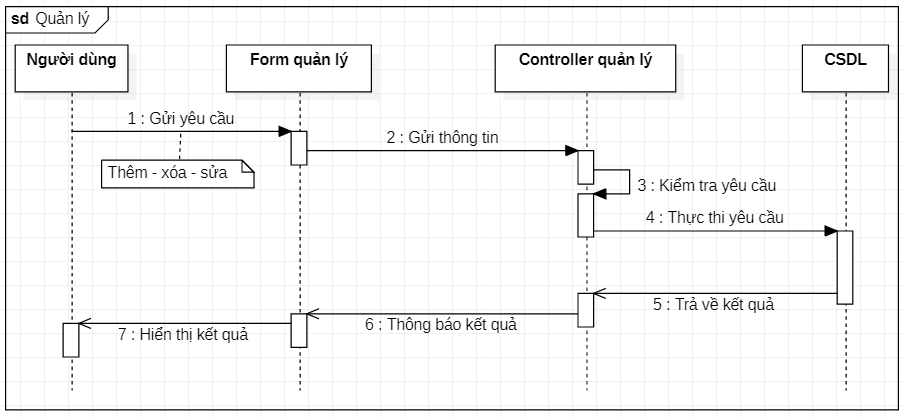 sd Quản lý
Người dùng
Form quản lý
Controller quản lý
CSDL
1 : Gửi yêu cầu
2 : Gửi thông tin
Thêm - xóa - sửa
3 : Kiểm tra yêu cầu
4 : Thực thi yêu cầu
5 : Trả về kết quả
6 : Thông báo kết quả
7 : Hiển thị kết quả